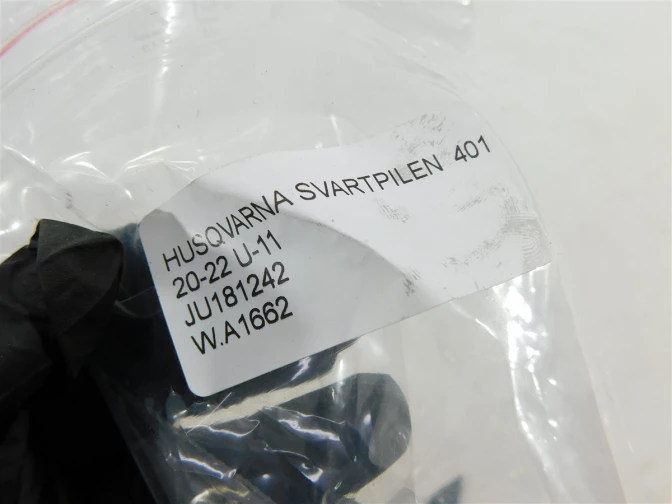 HUSQVARNA SVARTPILEN 401
20-22 U-11
JU181242
W.A1662